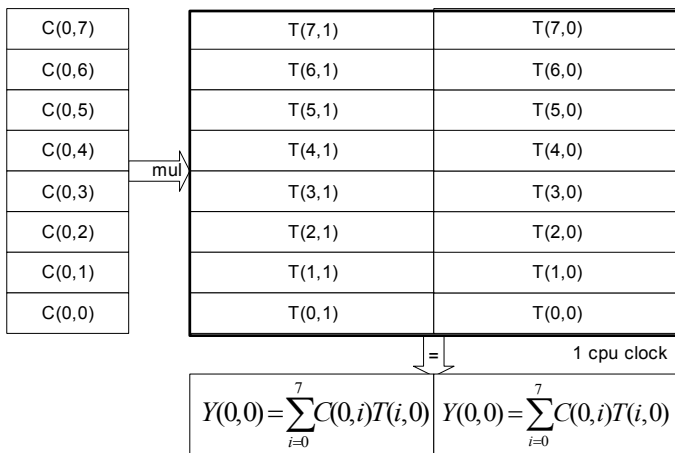 C(0,7) T(7,1) T(7,0)
C(0,6) T(6,1) T(6,0)
C(0,5) T(5,1) T(5,0)
C(0,4) T(4,1) T(4,0)
mul
C(0,3) T(3,1) T(3,0)
C(0,2) T(2,1) T(2,0)
C(0,1) T(1,1) T(1,0)
C(0,0) T(0,1) T(0,0)
= 1 cpu clock
Y(0,0) = \sum_{i=0}^{7} C(0,i)T(i,0) Y(0,0) = \sum_{i=0}^{7} C(0,i)T(i,0)